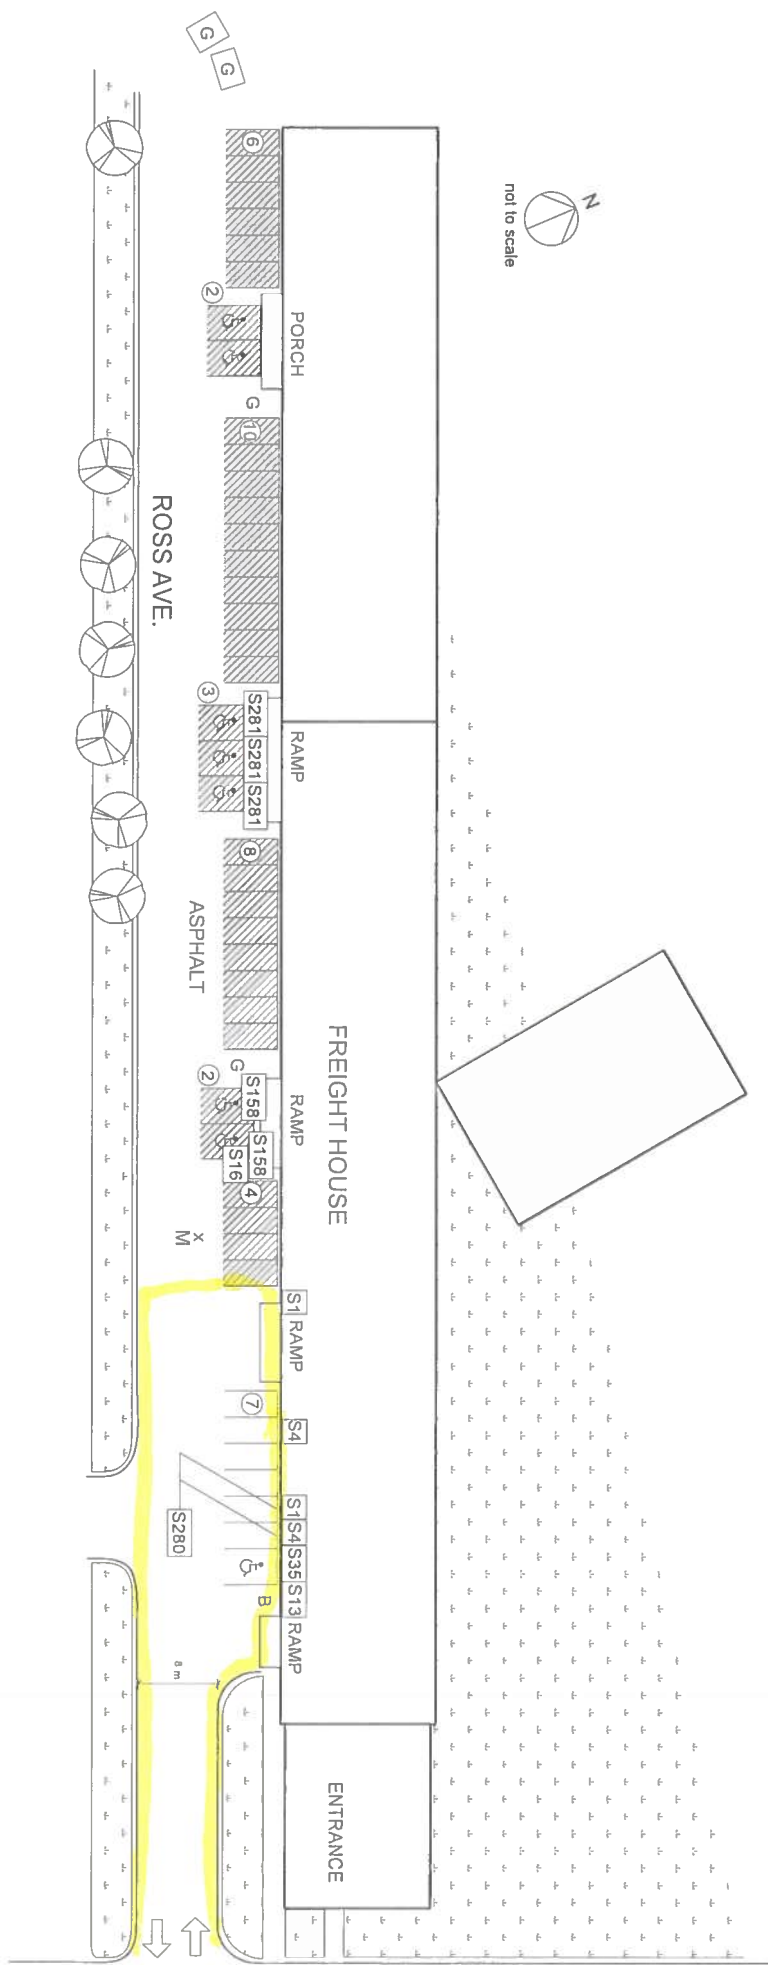 G
G
N
not to scale
6
2
PORCH
G
10
ROSS AVE.
3
S281 S281 S281
RAMP
8
ASPHALT
FREIGHT HOUSE
G
2
S158
RAMP
S158
S16
4
x
M
S1 RAMP
7
S4
S280
S1 S4 S35 S13 RAMP
B
8 m
ENTRANCE